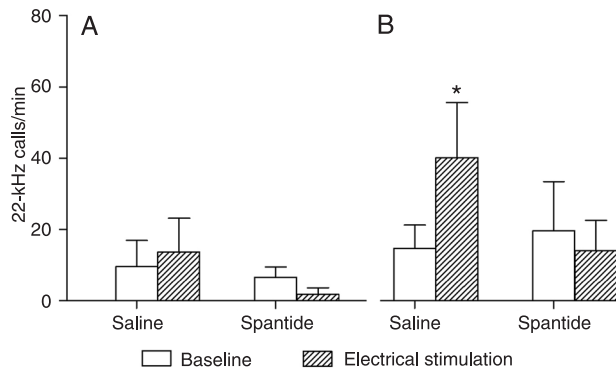 A
B
80
60
40
20
0
22-kHz calls/min
*
Saline
Spantide
Saline
Spantide
Baseline
Electrical stimulation